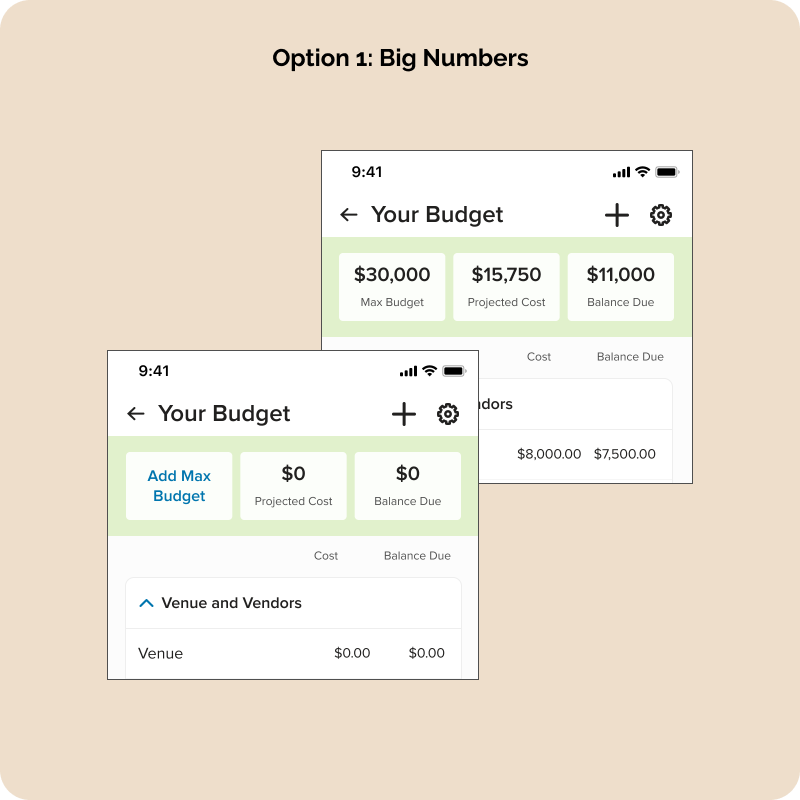 Option 1: Big Numbers
9:41
Your Budget
$30,000 $15,750 $11,000
Max Budget Projected Cost Balance Due
Cost Balance Due
$8,000.00 $7,500.00
9:41
Your Budget
Add Max
Budget
$0 $0
Projected Cost Balance Due
Cost Balance Due
Venue and Vendors
Venue $0.00 $0.00